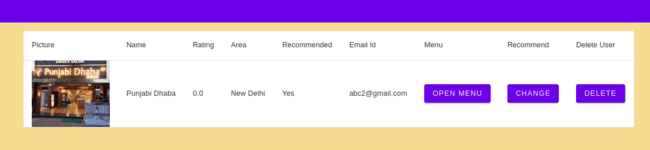 Picture Name Rating Area Recommended Email Id Menu Recommend Delete User
Punjabi Dhaba
Punjabi Dhaba 0.0 New Delhi Yes abc2@gmail.com OPEN MENU CHANGE DELETE